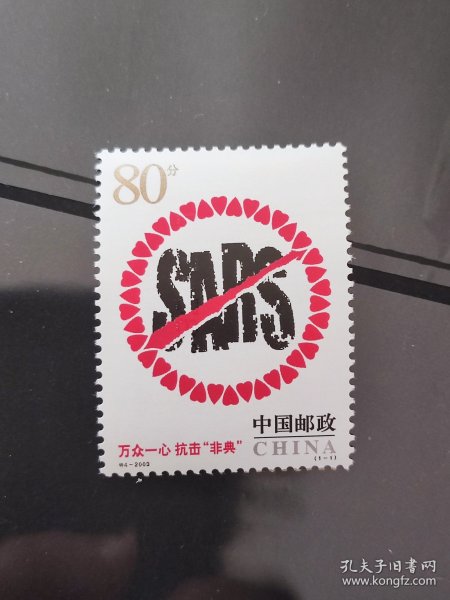 80分
SARS
中国邮政
万众一心 抗击“非典”
CHINA
特4-2003
(1-1)
孔夫子旧书网
www.kongfz.com